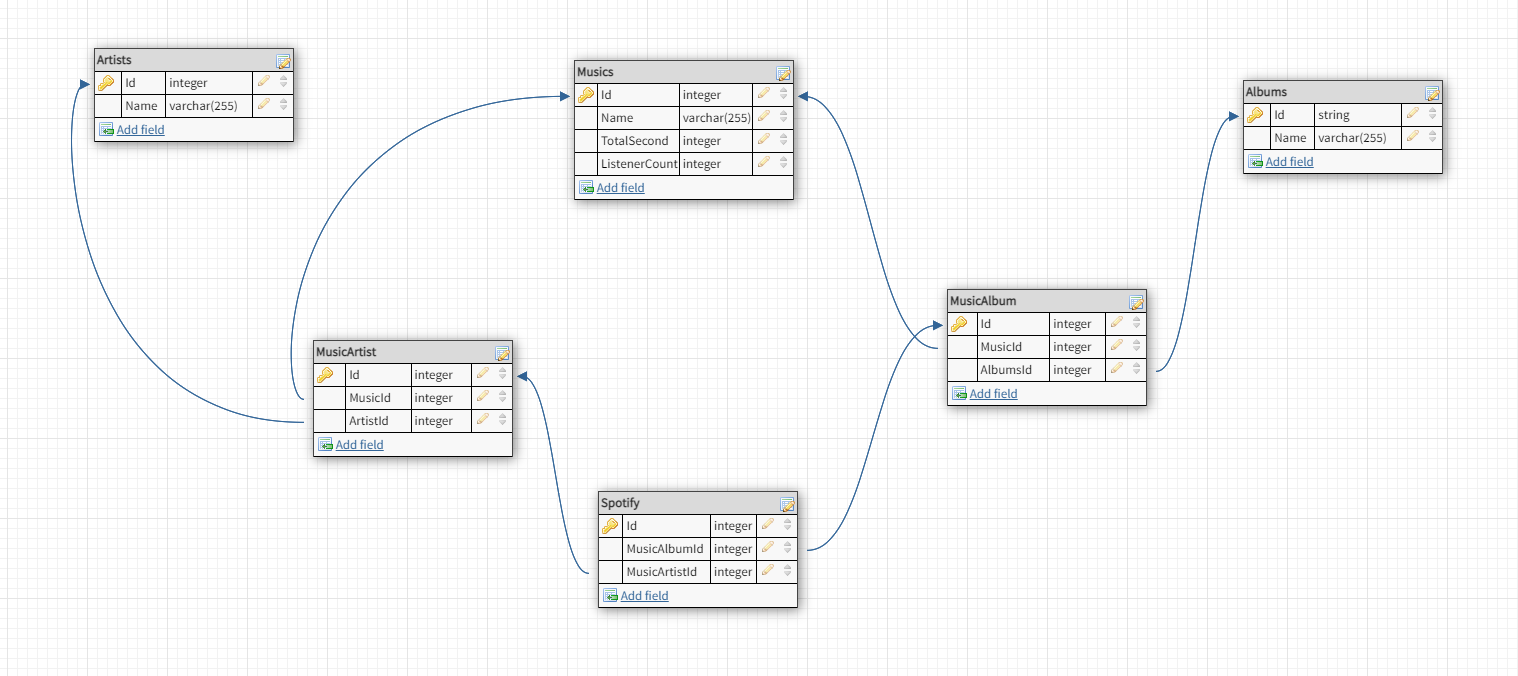 Artists
Id integer
Name varchar(255)
Add field
Musics
Id integer
Name varchar(255)
TotalSecond integer
ListenerCount integer
Add field
Albums
Id string
Name varchar(255)
Add field
MusicArtist
Id integer
MusicId integer
ArtistId integer
Add field
MusicAlbum
Id integer
MusicId integer
AlbumsId integer
Add field
Spotify
Id integer
MusicAlbumId integer
MusicArtistId integer
Add field